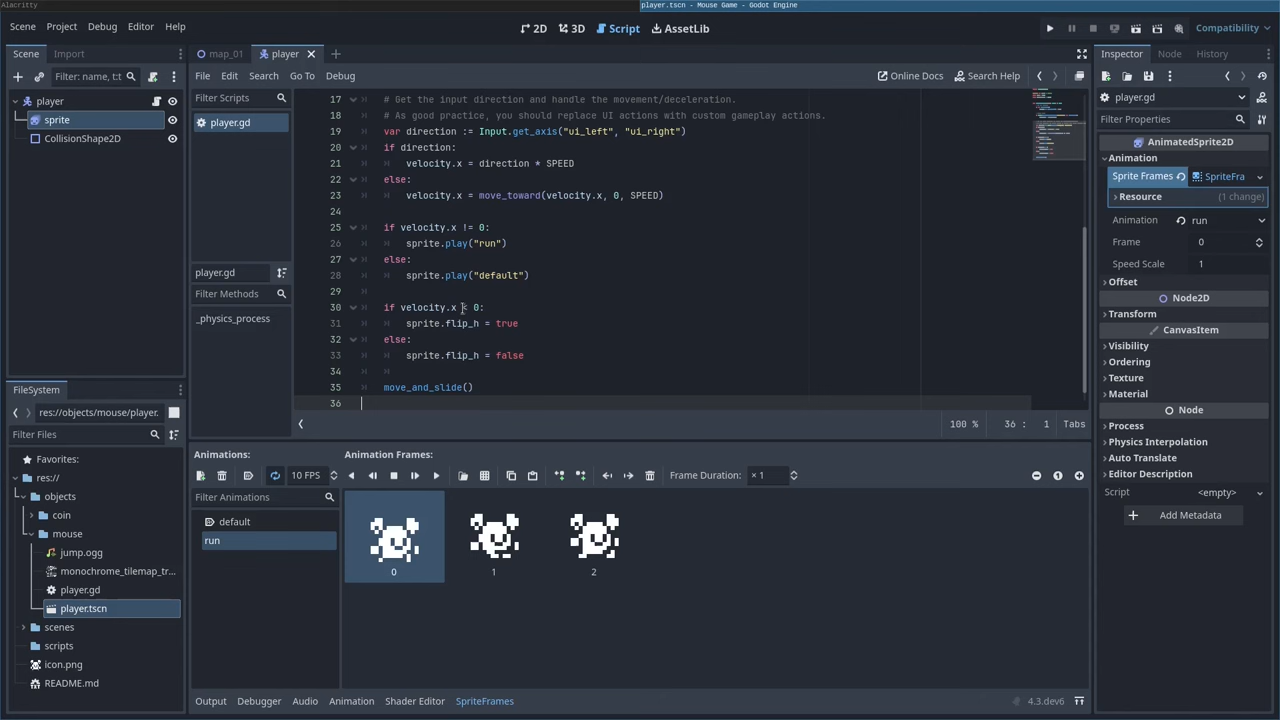 Alacritty
player.tscn - Mouse Game - Godot Engine
Scene Project Debug Editor Help
2D 3D Script AssetLib
Compatibility
Scene Import
Filter: name, t:t
player
sprite
CollisionShape2D
map_01 player
File Edit Search Go To Debug
Online Docs Search Help
Filter Scripts
player.gd
player.gd
Filter Methods
_physics_process
17 # Get the input direction and handle the movement/deceleration.
18 # As good practice, you should replace UI actions with custom gameplay actions.
19 var direction := Input.get_axis("ui_left", "ui_right")
20 if direction:
21 velocity.x = direction * SPEED
22 else:
23 velocity.x = move_toward(velocity.x, 0, SPEED)
24
25 if velocity.x != 0:
26 sprite.play("run")
27 else:
28 sprite.play("default")
29
30 if velocity.x < 0:
31 sprite.flip_h = true
32 else:
33 sprite.flip_h = false
34
35 move_and_slide()
36
100 % 36 : 1 Tabs
Inspector Node History
player.gd
Filter Properties
AnimatedSprite2D
Animation
Sprite Frames SpriteFra
Resource (1 change)
Animation run
Frame 0
Speed Scale 1
Offset
Node2D
Transform
CanvasItem
Visibility
Ordering
Texture
Material
Node
Process
Physics Interpolation
Auto Translate
Editor Description
Script <empty>
Add Metadata
FileSystem
res://objects/mouse/player.
Filter Files
Favorites:
res://
objects
coin
mouse
jump.ogg
monochrome_tilemap_tr...
player.gd
player.tscn
scenes
scripts
icon.png
README.md
Animations:
10 FPS
Filter Animations
default
run
Animation Frames:
Frame Duration: × 1
0 1 2
Output Debugger Audio Animation Shader Editor SpriteFrames
4.3.dev6